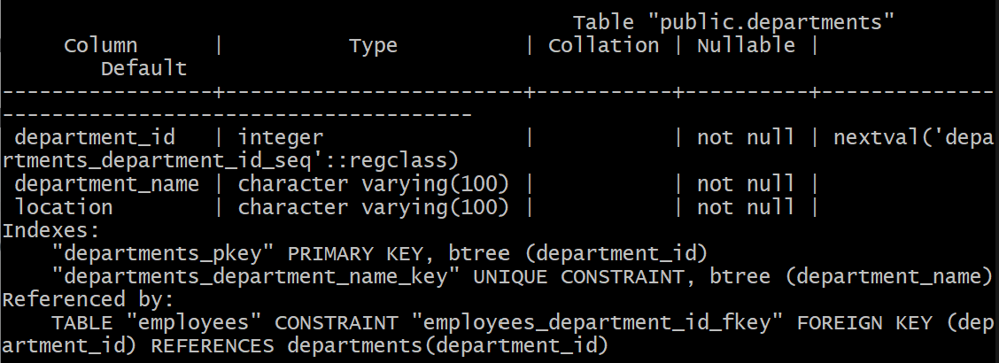 Table "public.departments"
     Column      |          Type          | Collation | Nullable |
        Default
-----------------+------------------------+-----------+----------+--------------
--------------------------------------
 department_id   | integer                |           | not null | nextval('depa
rtments_department_id_seq'::regclass)
 department_name | character varying(100) |           | not null |
 location        | character varying(100) |           | not null |
Indexes:
    "departments_pkey" PRIMARY KEY, btree (department_id)
    "departments_department_name_key" UNIQUE CONSTRAINT, btree (department_name)
Referenced by:
    TABLE "employees" CONSTRAINT "employees_department_id_fkey" FOREIGN KEY (dep
artment_id) REFERENCES departments(department_id)